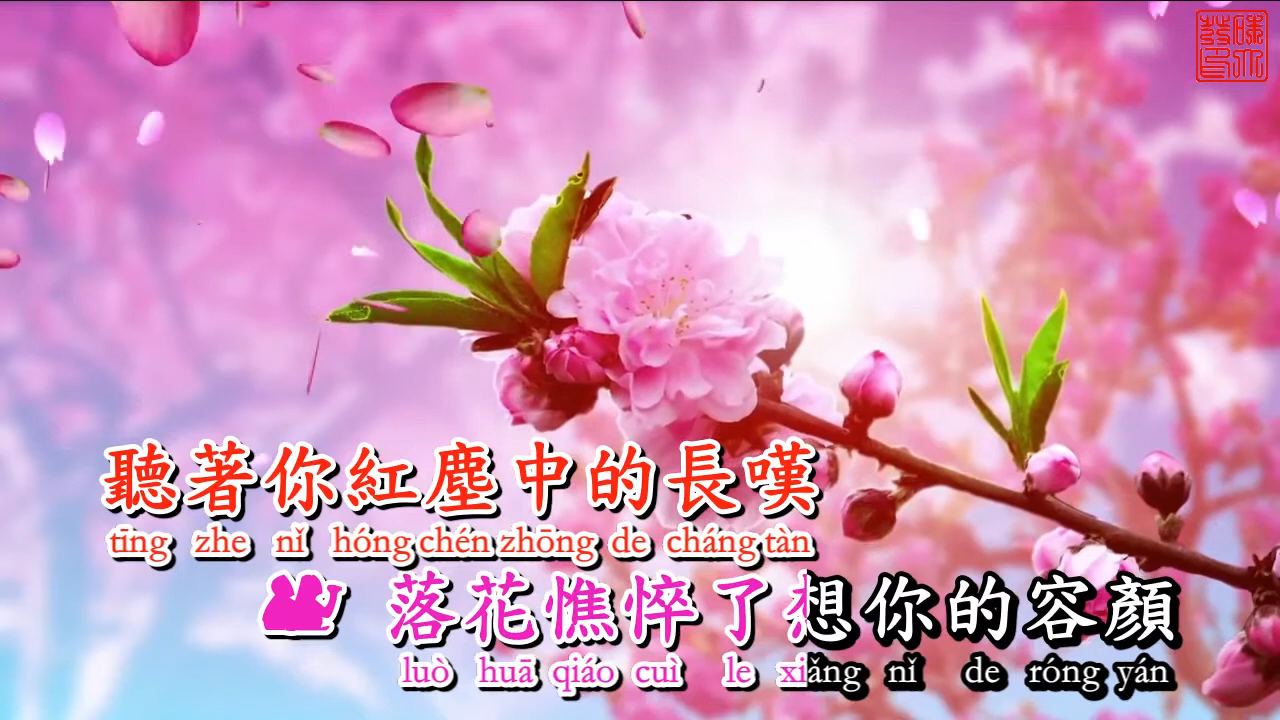 聽著你紅塵中的長嘆
tīng zhe nǐ hóng chén zhōng de cháng tàn
落花憔悴了想你的容顏
luò huā qiáo cuì le xiǎng nǐ de róng yán